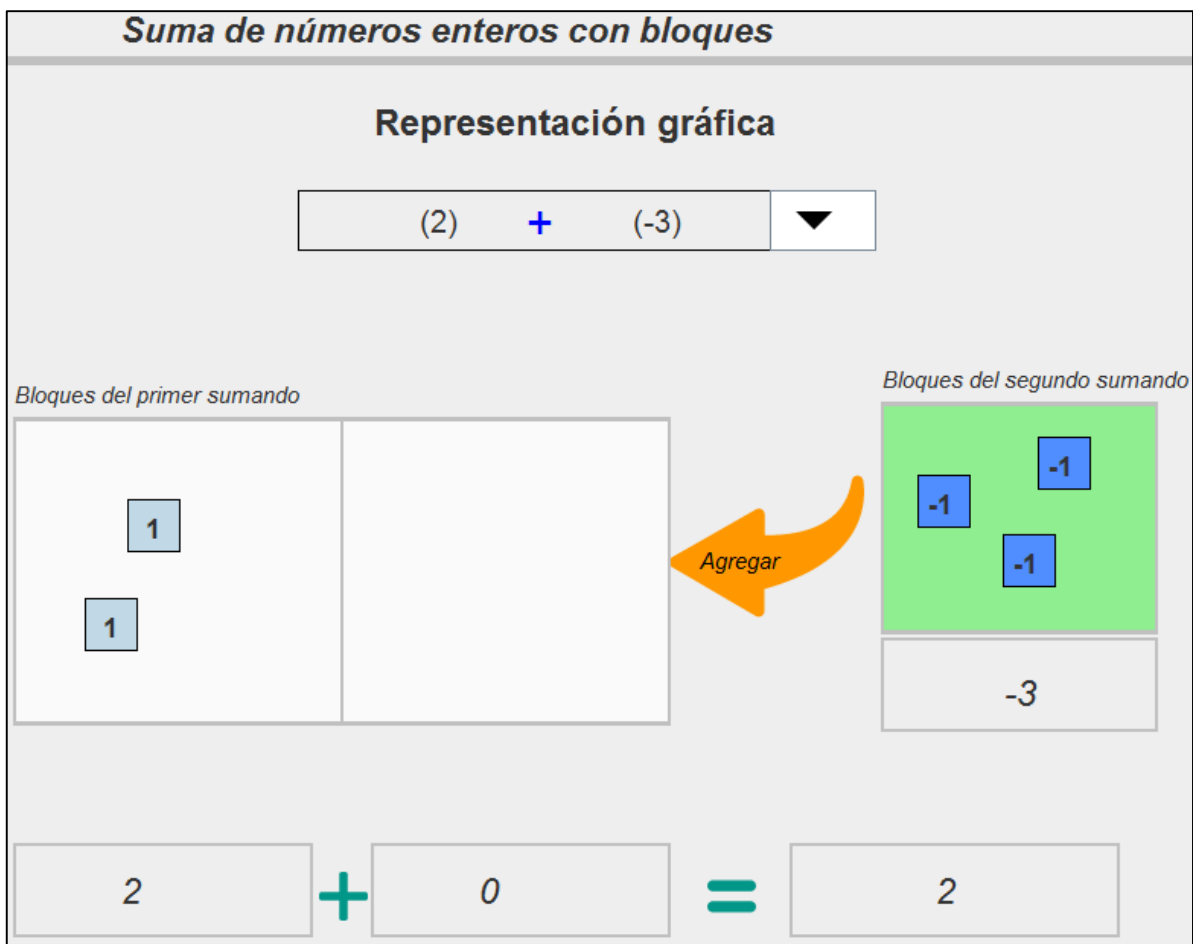 Suma de números enteros con bloques
Representación gráfica
(2) + (-3)
Bloques del primer sumando
Bloques del segundo sumando
1
1
Agregar
-1
-1
-1
-3
2 + 0 = 2